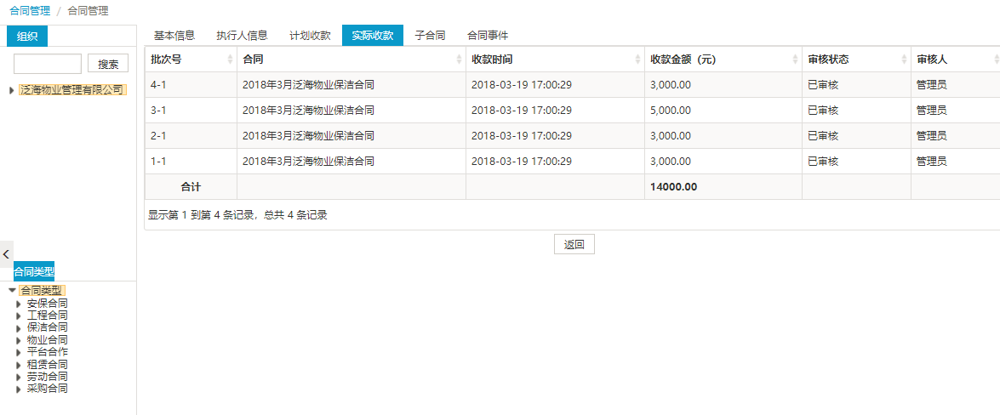 合同管理 / 合同管理
组织
搜索
泛海物业管理有限公司
合同类型
合同类型
安保合同
工程合同
保洁合同
物业合同
平台合作
租赁合同
劳动合同
采购合同
基本信息 执行人信息 计划收款 实际收款 子合同 合同事件
批次号 合同 收款时间 收款金额（元） 审核状态 审核人
4-1 2018年3月泛海物业保洁合同 2018-03-19 17:00:29 3,000.00 已审核 管理员
3-1 2018年3月泛海物业保洁合同 2018-03-19 17:00:29 5,000.00 已审核 管理员
2-1 2018年3月泛海物业保洁合同 2018-03-19 17:00:29 3,000.00 已审核 管理员
1-1 2018年3月泛海物业保洁合同 2018-03-19 17:00:29 3,000.00 已审核 管理员
合计 14000.00
显示第 1 到第 4 条记录，总共 4 条记录
返回